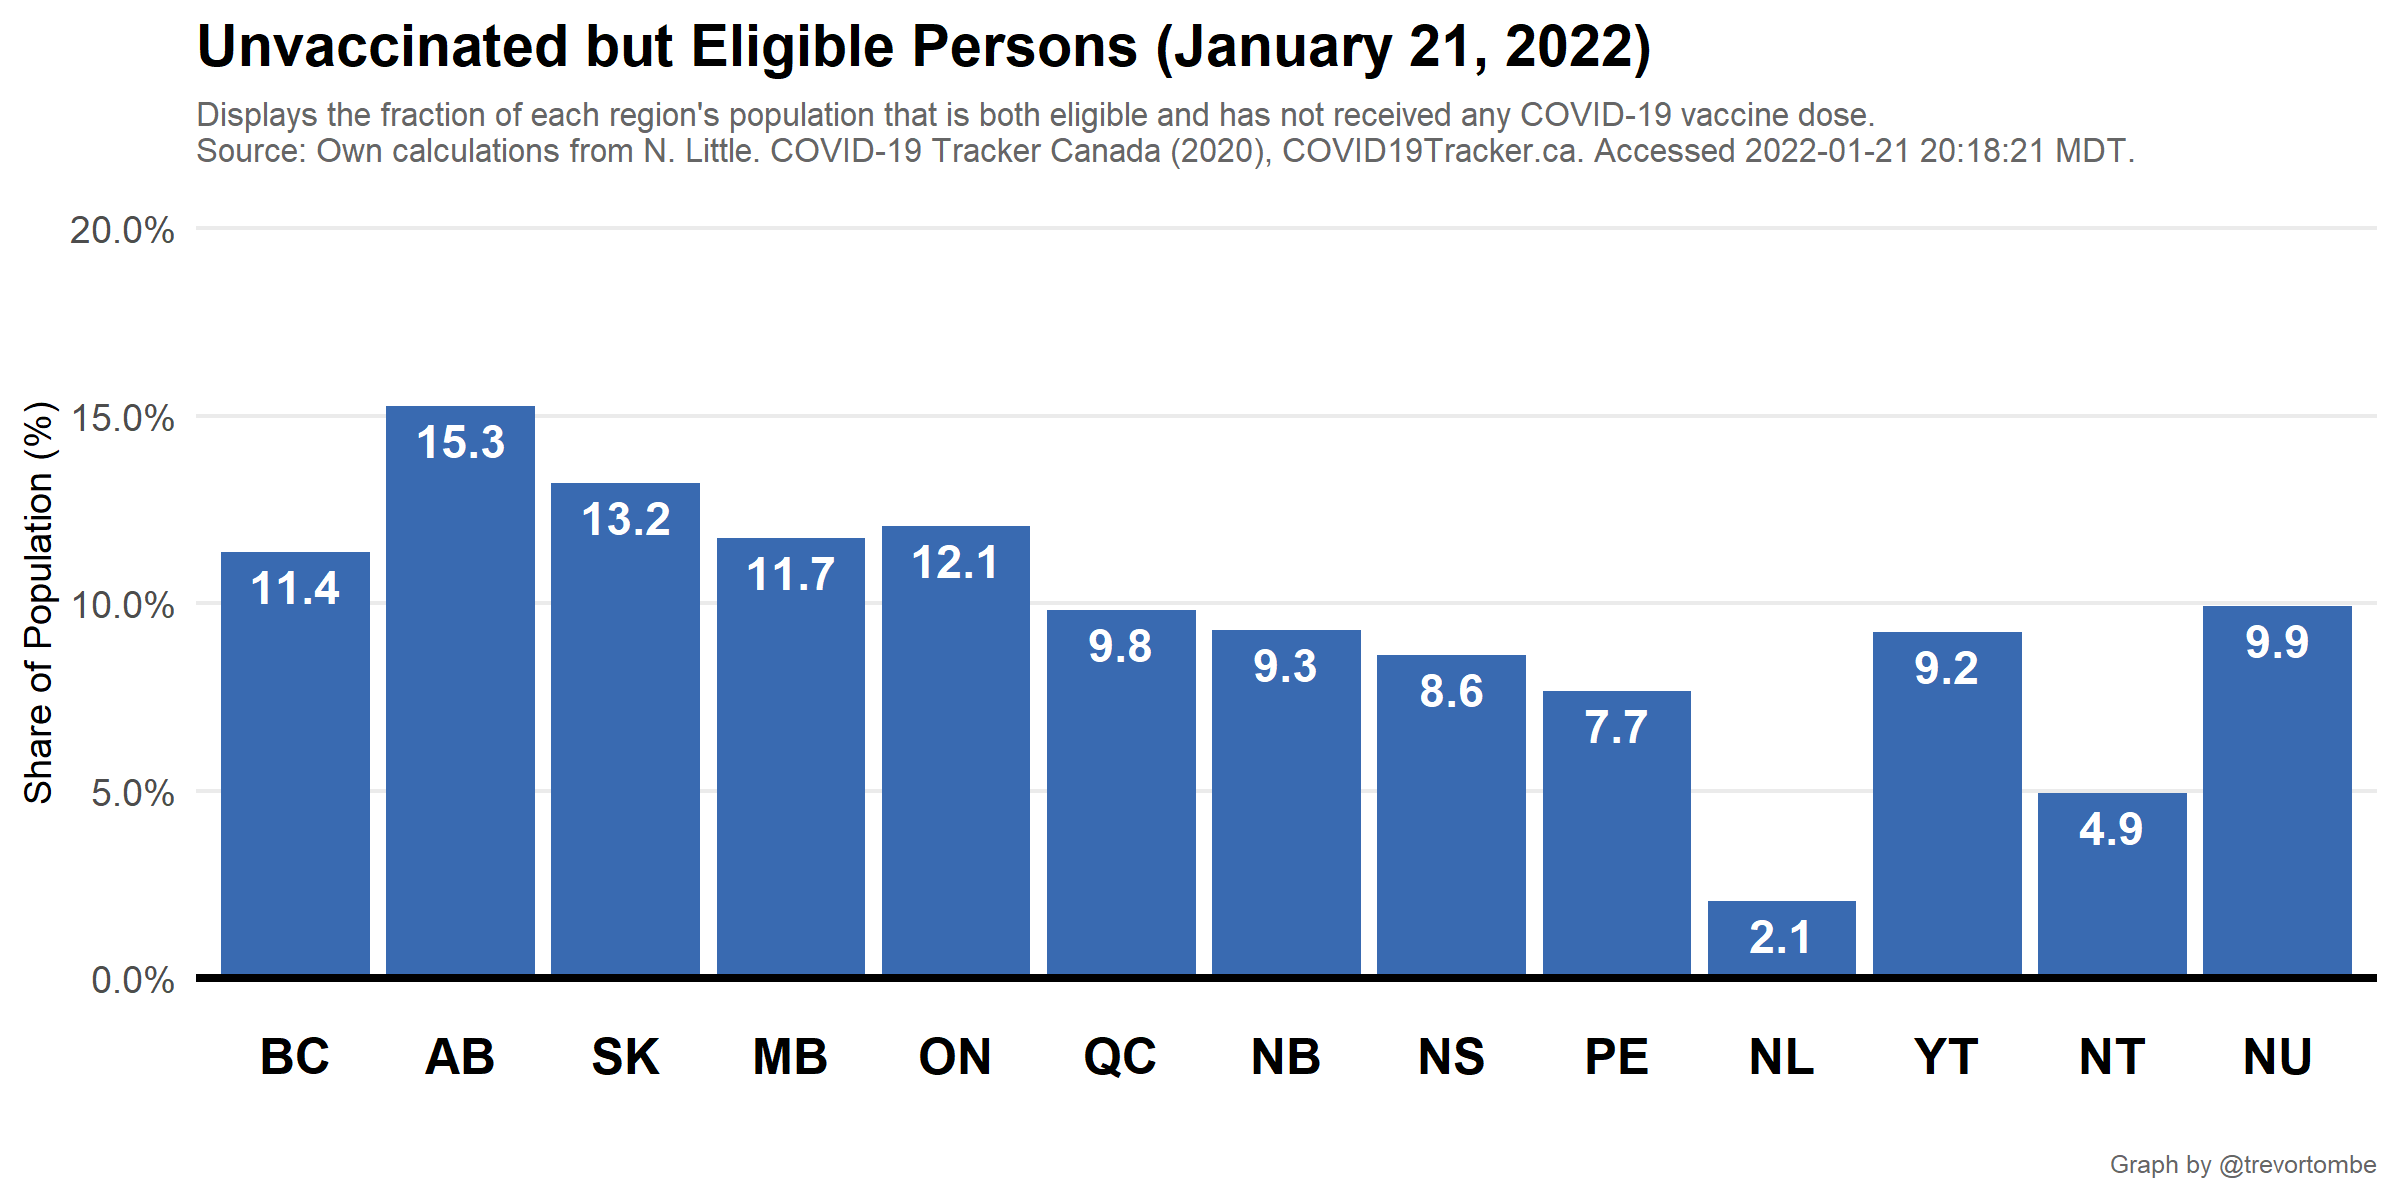 Unvaccinated but Eligible Persons (January 21, 2022)
Displays the fraction of each region's population that is both eligible and has not received any COVID-19 vaccine dose.
Source: Own calculations from N. Little. COVID-19 Tracker Canada (2020), COVID19Tracker.ca. Accessed 2022-01-21 20:18:21 MDT.
Share of Population (%)
20.0%
15.0%
10.0%
5.0%
0.0%
11.4
15.3
13.2
11.7
12.1
9.8
9.3
8.6
7.7
2.1
9.2
4.9
9.9
BC
AB
SK
MB
ON
QC
NB
NS
PE
NL
YT
NT
NU
Graph by @trevortombe